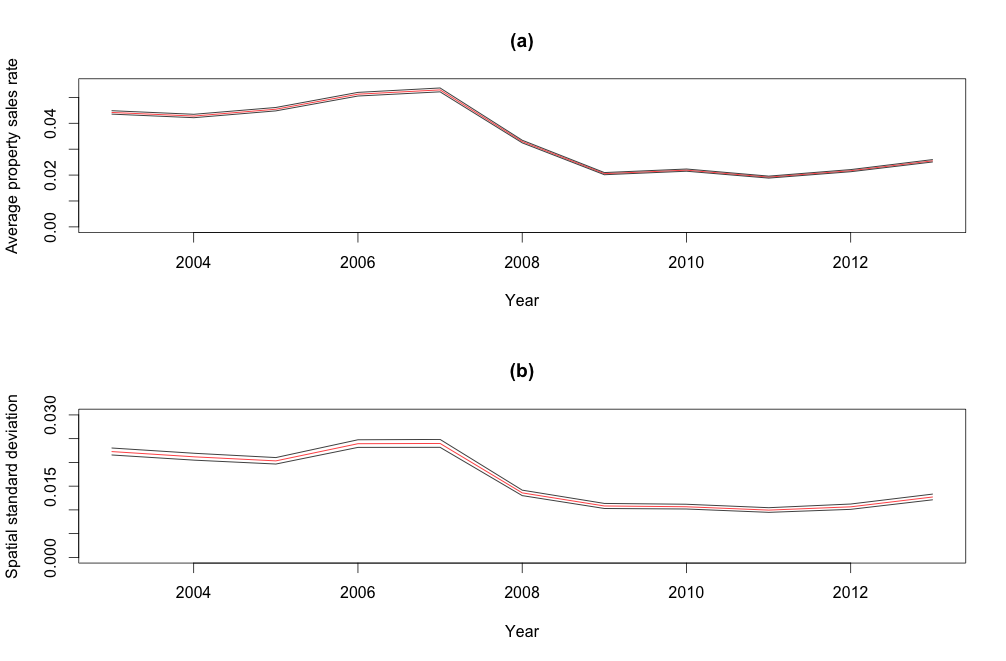 (a)
Average property sales rate
0.04
0.02
0.00
2004 2006 2008 2010 2012
Year
(b)
Spatial standard deviation
0.030
0.015
0.000
2004 2006 2008 2010 2012
Year